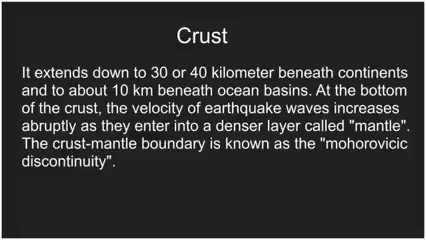 Crust
It extends down to 30 or 40 kilometer beneath continents
and to about 10 km beneath ocean basins. At the bottom
of the crust, the velocity of earthquake waves increases
abruptly as they enter into a denser layer called "mantle".
The crust-mantle boundary is known as the "mohorovicic
discontinuity".